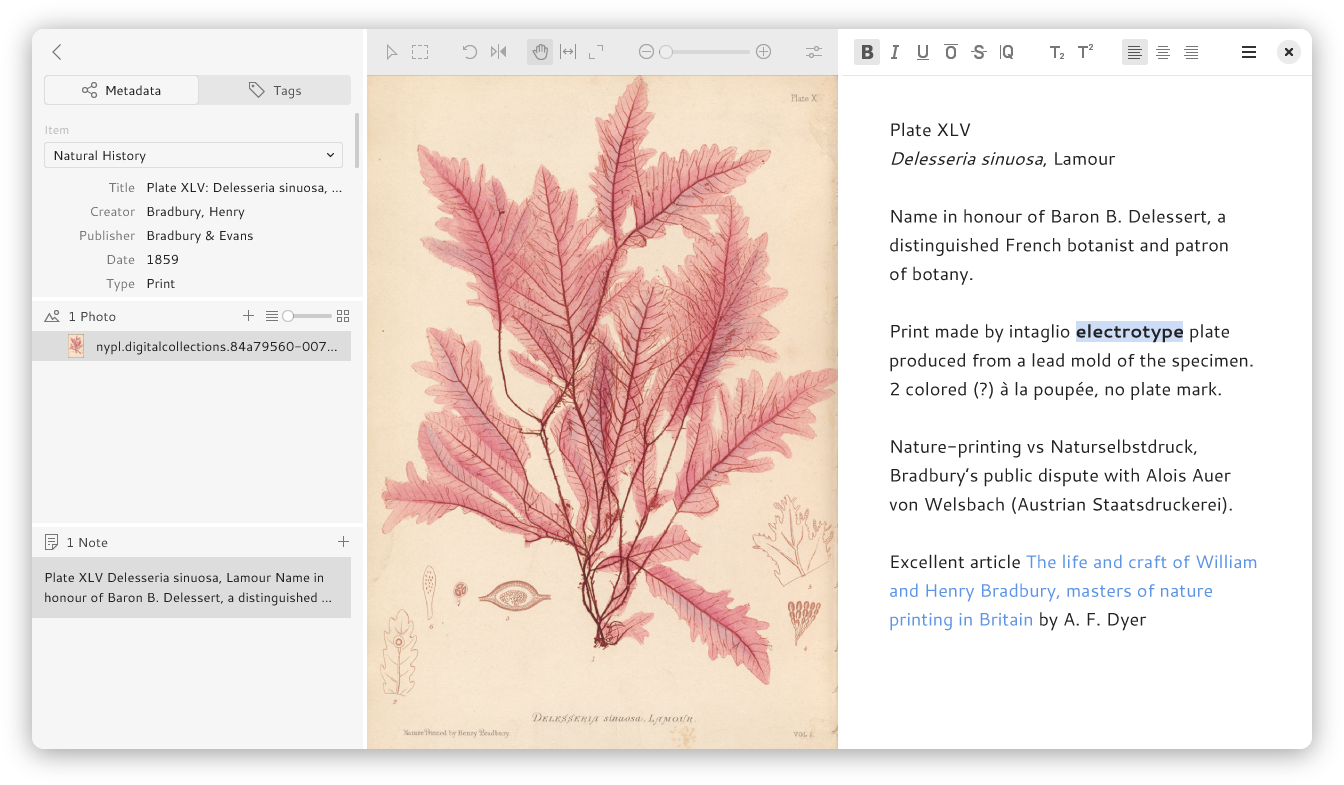 Metadata
Tags
Item
Natural History
Title Plate XLV: Delesseria sinuosa, ...
Creator Bradbury, Henry
Publisher Bradbury & Evans
Date 1859
Type Print
1 Photo
nypl.digitalcollections.84a79560-007...
1 Note
Plate XLV Delesseria sinuosa, Lamour Name in
honour of Baron B. Delessert, a distinguished ...
Plate X
DELESSERIA sinuosa, LAMOUR.
Nature Printed by Henry Bradbury
VOL I.
B I U O S Q T₂ T²
Plate XLV
Delesseria sinuosa, Lamour
Name in honour of Baron B. Delessert, a
distinguished French botanist and patron
of botany.
Print made by intaglio electrotype plate
produced from a lead mold of the specimen.
2 colored (?) à la poupée, no plate mark.
Nature-printing vs Naturselbstdruck,
Bradbury's public dispute with Alois Auer
von Welsbach (Austrian Staatsdruckerei).
Excellent article The life and craft of William
and Henry Bradbury, masters of nature
printing in Britain by A. F. Dyer